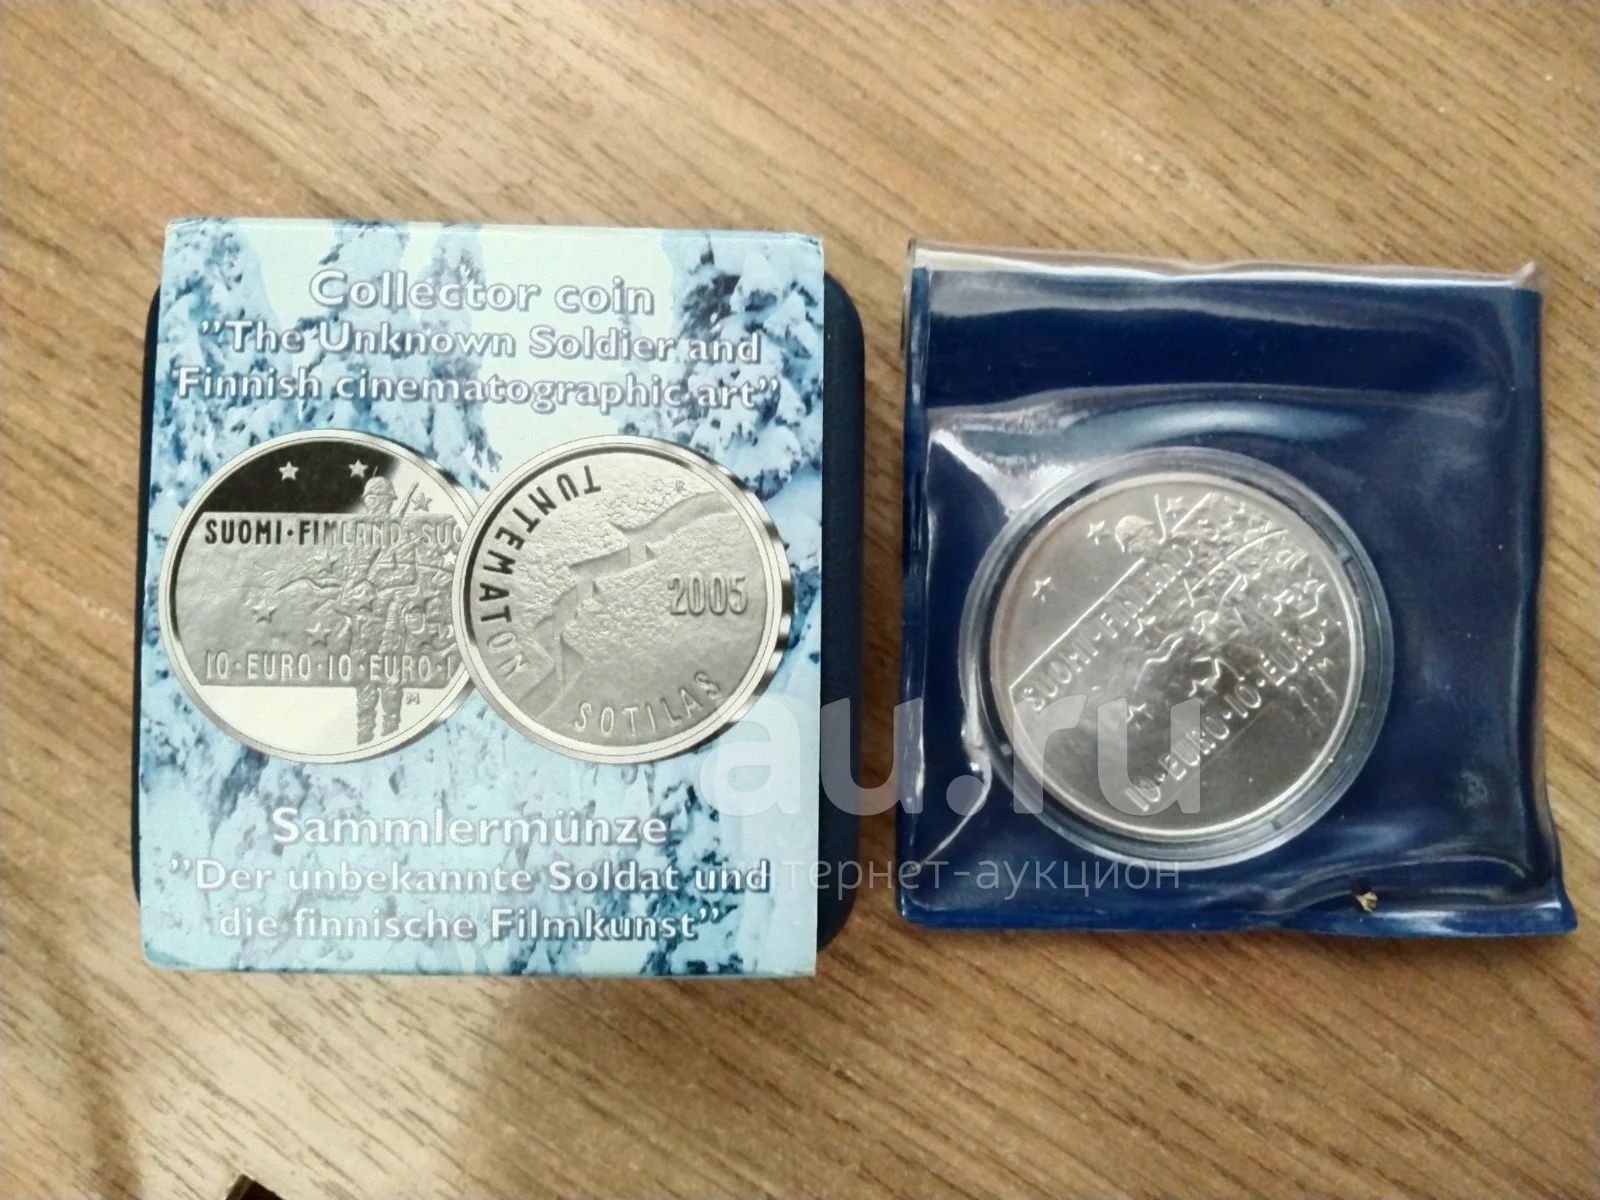 Collector coin
"The Unknown Soldier and
Finnish cinematographic art"
SUOMI·FINLAND·SUO
10·EURO·10·EURO·1
M
TUNTEMATON
2005
SOTILAS
Sammlermünze
"Der unbekannte Soldat und
die finnische Filmkunst"
SUOMI·FINLAND·S
10·EURO·10·EURO·1
M
au.ru
интернет-аукцион